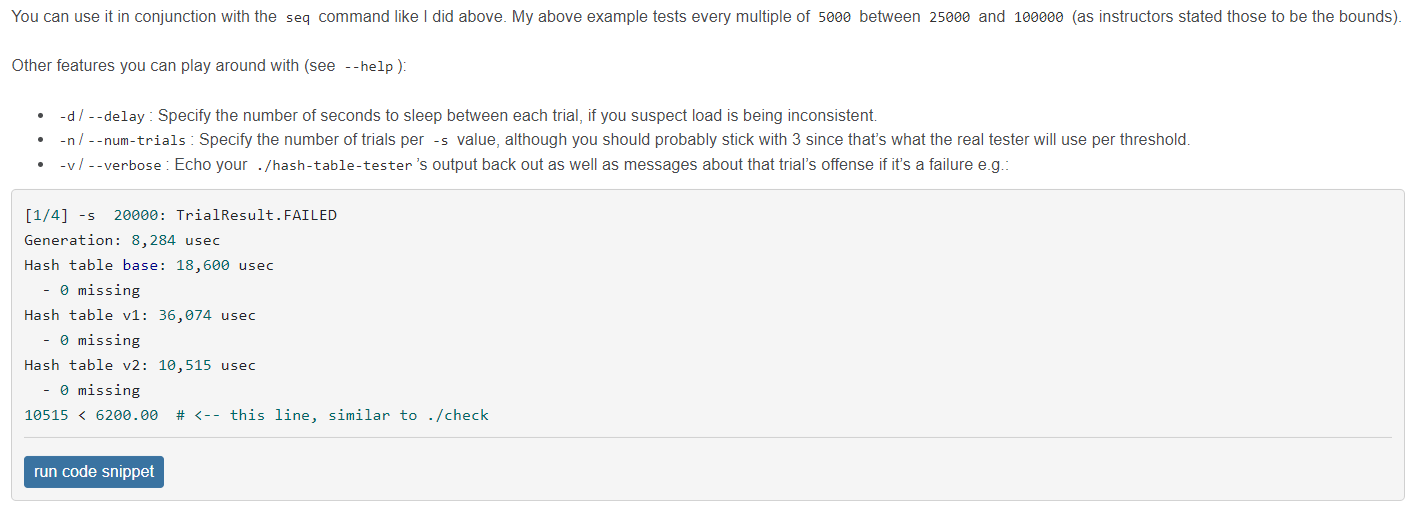 You can use it in conjunction with the seq command like I did above. My above example tests every multiple of 5000 between 25000 and 100000 (as instructors stated those to be the bounds).
Other features you can play around with (see --help ):
• -d / --delay : Specify the number of seconds to sleep between each trial, if you suspect load is being inconsistent.
• -n / --num-trials : Specify the number of trials per -s value, although you should probably stick with 3 since that’s what the real tester will use per threshold.
• -v / --verbose : Echo your ./hash-table-tester ’s output back out as well as messages about that trial’s offense if it’s a failure e.g.:
[1/4] -s  20000: TrialResult.FAILED
Generation: 8,284 usec
Hash table base: 18,600 usec
  - 0 missing
Hash table v1: 36,074 usec
  - 0 missing
Hash table v2: 10,515 usec
  - 0 missing
10515 < 6200.00  # <-- this line, similar to ./check
run code snippet